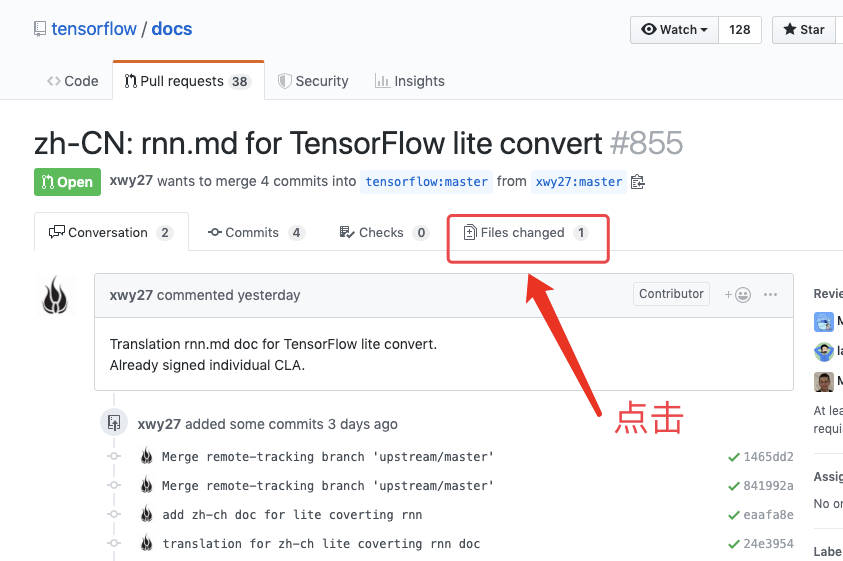 tensorflow / docs
Watch 128 Star
Code Pull requests 38 Security Insights
zh-CN: rnn.md for TensorFlow lite convert #855
Open xwy27 wants to merge 4 commits into tensorflow:master from xwy27:master
Conversation 2 Commits 4 Checks 0 Files changed 1
xwy27 commented yesterday Contributor
Translation rnn.md doc for TensorFlow lite convert.
Already signed individual CLA.
点击
xwy27 added some commits 3 days ago
Merge remote-tracking branch 'upstream/master' 1465dd2
Merge remote-tracking branch 'upstream/master' 841992a
add zh-ch doc for lite coverting rnn eaafa8e
translation for zh-ch lite coverting rnn doc 24e3954
At lea
requi
No o